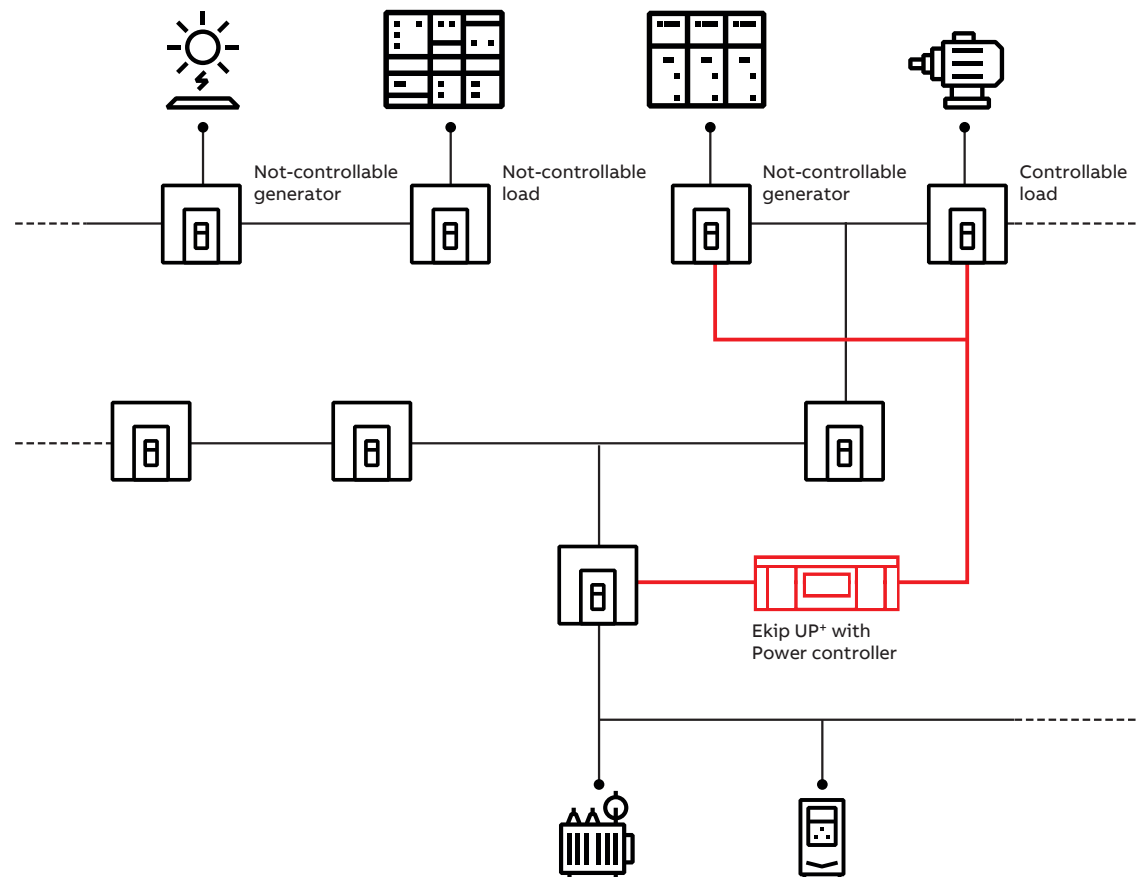 Not-controllable
generator
Not-controllable
load
Not-controllable
generator
Controllable
load
Ekip UP+ with
Power controller